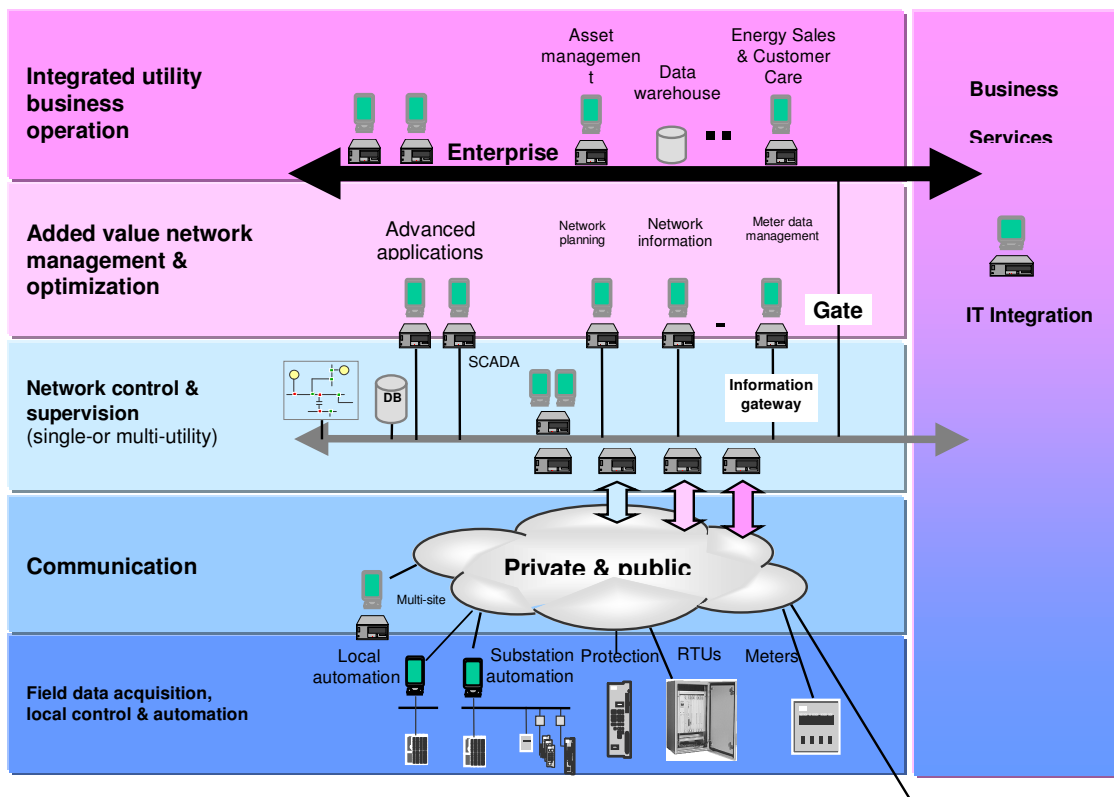 Integrated utility
business
operation
Asset
managemen
t
Data
warehouse
Energy Sales
& Customer
Care
Enterprise
Business
Services
Added value network
management &
optimization
Advanced
applications
Network
planning
Network
information
Meter data
management
Gate
IT Integration
Network control &
supervision
(single-or multi-utility)
DB
SCADA
Information
gateway
Communication
Private & public
Multi-site
Field data acquisition,
local control & automation
Local
automation
Substation
automation
Protection
RTUs
Meters